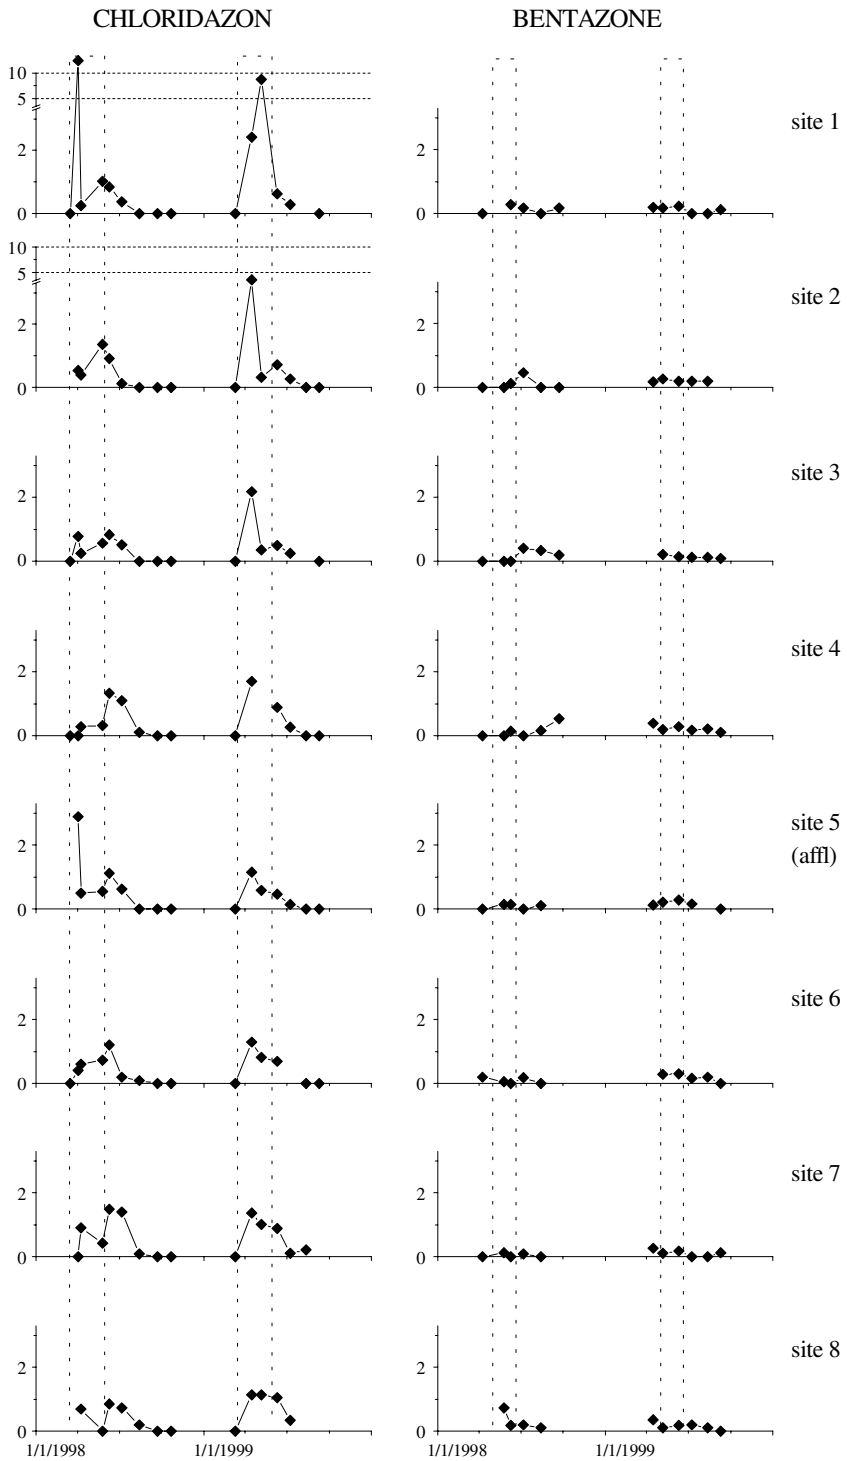 CHLORIDAZON BENTAZONE
10
5
2 2 site 1
0 0
10
5
2 2 site 2
0 0
2 2 site 3
0 0
2 2 site 4
0 0
2 2 site 5
(affl)
0 0
2 2 site 6
0 0
2 2 site 7
0 0
2 2 site 8
0 0
1/1/1998 1/1/1999 1/1/1998 1/1/1999